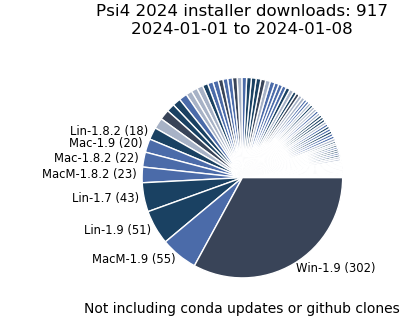 Psi4 2024 installer downloads: 917
2024-01-01 to 2024-01-08
Lin-1.8.2 (18)
Mac-1.9 (20)
Mac-1.8.2 (22)
MacM-1.8.2 (23)
Lin-1.7 (43)
Lin-1.9 (51)
MacM-1.9 (55)
Win-1.9 (302)
Not including conda updates or github clones